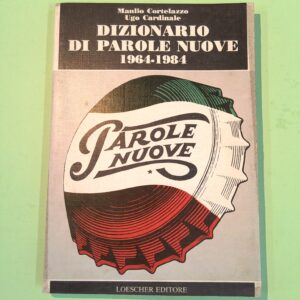 Manlio Cortelazzo
Ugo Cardinale
DIZIONARIO
DI PAROLE NUOVE
1964-1984
PAROLE
NUOVE
LOESCHER EDITORE